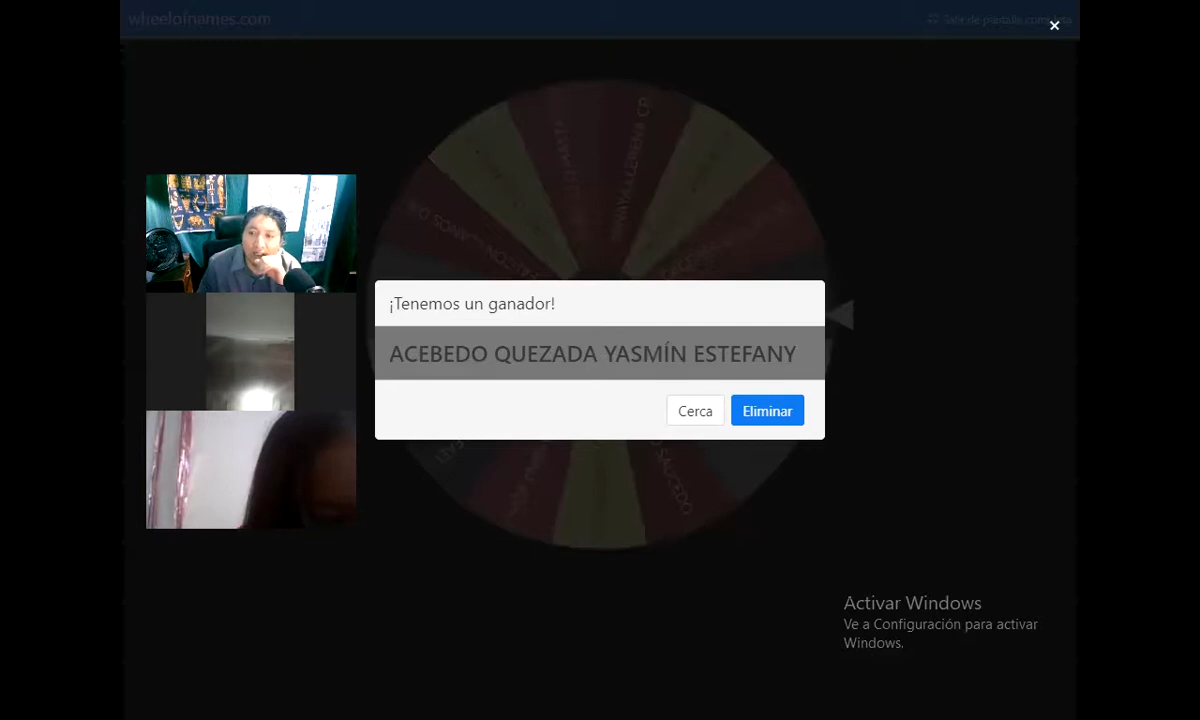 wheelofnames.com
Salir de pantalla completa
¡Tenemos un ganador!
ACEBEDO QUEZADA YASMÍN ESTEFANY
Cerca
Eliminar
SAUCEDO
Activar Windows
Ve a Configuración para activar
Windows.